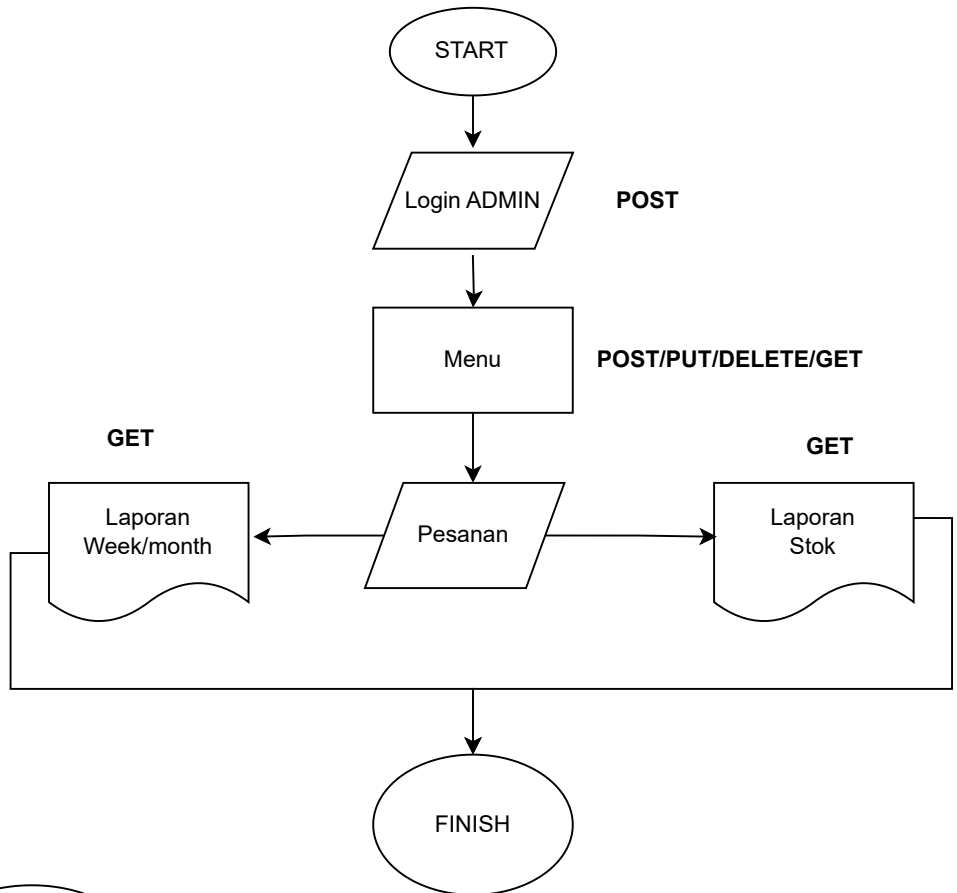 START
Login ADMIN
POST
Menu
POST/PUT/DELETE/GET
GET
GET
Laporan
Week/month
Pesanan
Laporan
Stok
FINISH